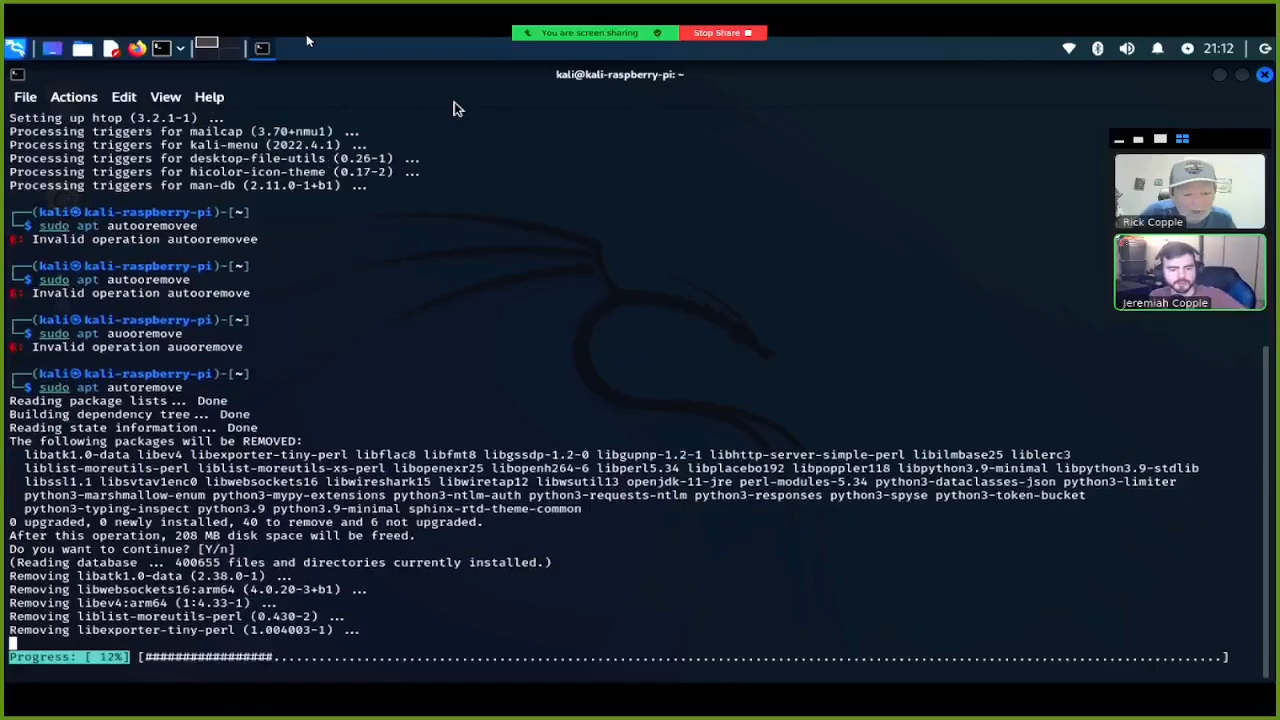 You are screen sharing
Stop Share
21:12
kali@kali-raspberry-pi: ~
File Actions Edit View Help
Setting up htop (3.2.1-1) ...
Processing triggers for mailcap (3.70+nmu1) ...
Processing triggers for kali-menu (2022.4.1) ...
Processing triggers for desktop-file-utils (0.26-1) ...
Processing triggers for hicolor-icon-theme (0.17-2) ...
Processing triggers for man-db (2.11.0-1+b1) ...
┌──(kali㉿kali-raspberry-pi)-[~]
└─$ sudo apt autooremovee
E: Invalid operation autooremovee
┌──(kali㉿kali-raspberry-pi)-[~]
└─$ sudo apt autooremove
E: Invalid operation autooremove
┌──(kali㉿kali-raspberry-pi)-[~]
└─$ sudo apt auooremove
E: Invalid operation auooremove
┌──(kali㉿kali-raspberry-pi)-[~]
└─$ sudo apt autoremove
Reading package lists... Done
Building dependency tree... Done
Reading state information... Done
The following packages will be REMOVED:
libatk1.0-data libev4 libexporter-tiny-perl libflac8 libfmt8 libgssdp-1.2-0 libgupnp-1.2-1 libhttp-server-simple-perl libilmbase25 liblerc3
liblist-moreutils-perl liblist-moreutils-xs-perl libopenexr25 libopenh264-6 libperl5.34 libplacebo192 libpoppler118 libpython3.9-minimal libpython3.9-stdlib
libssl1.1 libsvtav1enc0 libwebsockets16 libwireshark15 libwiretap12 libwsutil13 openjdk-11-jre perl-modules-5.34 python3-dataclasses-json python3-limiter
python3-marshmallow-enum python3-mypy-extensions python3-ntlm-auth python3-requests-ntlm python3-responses python3-spyse python3-token-bucket
python3-typing-inspect python3.9 python3.9-minimal sphinx-rtd-theme-common
0 upgraded, 0 newly installed, 40 to remove and 6 not upgraded.
After this operation, 208 MB disk space will be freed.
Do you want to continue? [Y/n]
(Reading database ... 400655 files and directories currently installed.)
Removing libatk1.0-data (2.38.0-1) ...
Removing libwebsockets16:arm64 (4.0.20-3+b1) ...
Removing libev4:arm64 (1:4.33-1) ...
Removing liblist-moreutils-perl (0.430-2) ...
Removing libexporter-tiny-perl (1.004003-1) ...
Progress: [ 12%] [#################...............................................................................................................................]
Rick Copple
Jeremiah Copple